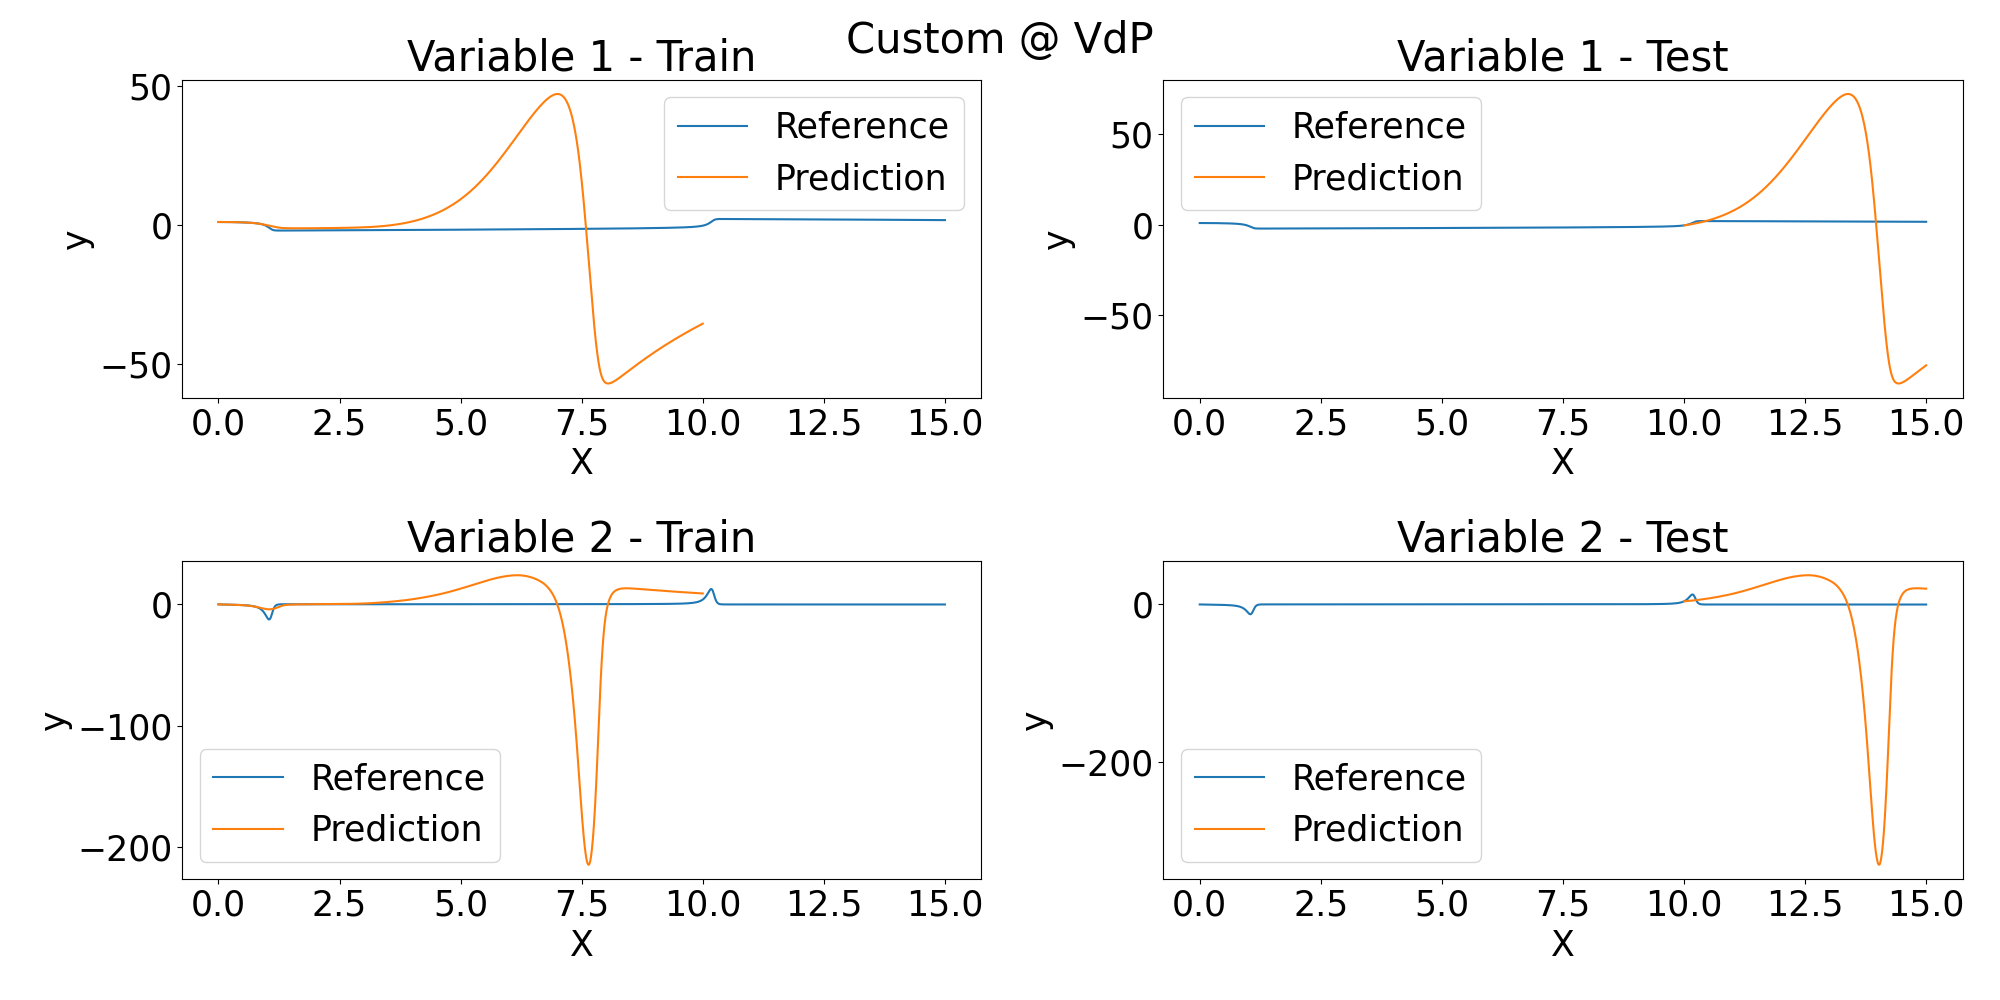 Custom @ VdP
Variable 1 - Train
50
0
−50
y
Reference
Prediction
0.0 2.5 5.0 7.5 10.0 12.5 15.0
X
Variable 1 - Test
50
0
−50
y
Reference
Prediction
0.0 2.5 5.0 7.5 10.0 12.5 15.0
X
Variable 2 - Train
0
−100
−200
y
Reference
Prediction
0.0 2.5 5.0 7.5 10.0 12.5 15.0
X
Variable 2 - Test
0
−200
y
Reference
Prediction
0.0 2.5 5.0 7.5 10.0 12.5 15.0
X